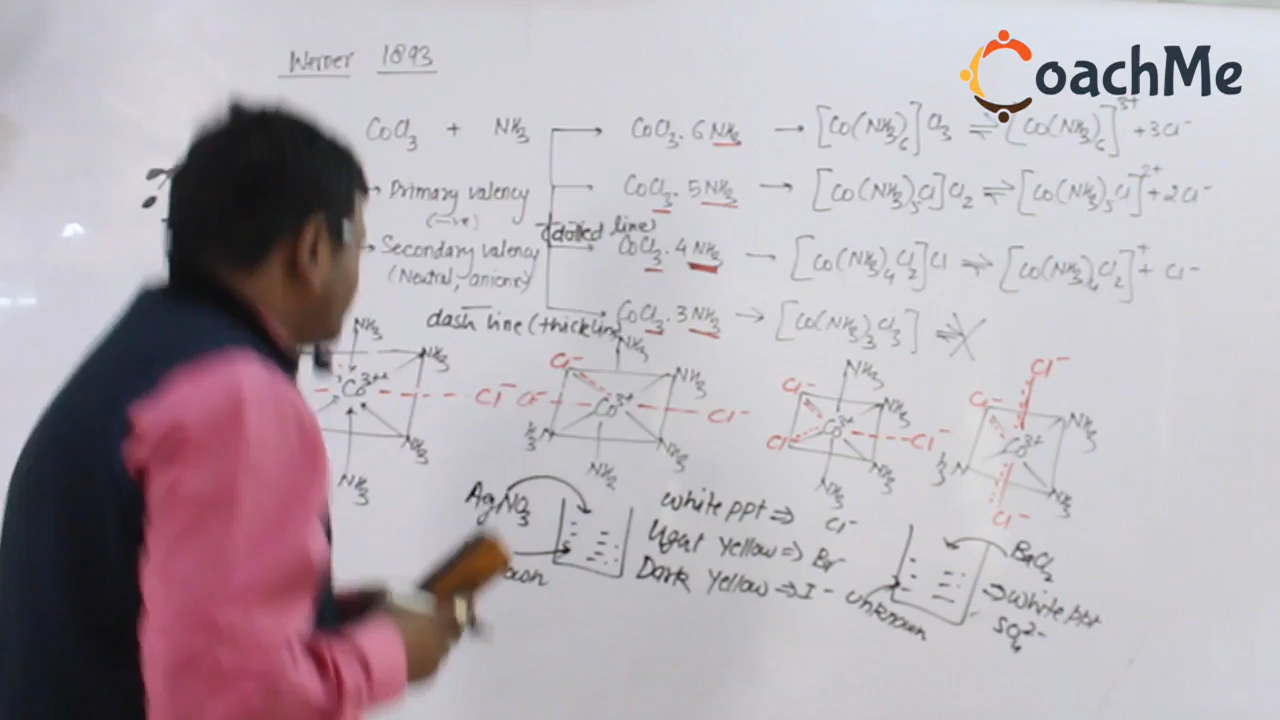 CoachMe
Werner 1893
CoCl3 + NH3 → CoCl3·6NH3 → [Co(NH3)6]Cl3 ⇌ [Co(NH3)6]3+ + 3Cl-
Primary valency → CoCl3·5NH3 → [Co(NH3)5Cl]Cl2 ⇌ [Co(NH3)5Cl]2+ + 2Cl-
(-ve) (dotted line)
Secondary valency → CoCl3·4NH3 → [Co(NH3)4Cl2]Cl ⇌ [Co(NH3)4Cl2]+ + Cl-
(Neutral, anionic)
dash line (thick line) CoCl3·3NH3 → [Co(NH3)3Cl3] ⇌
NH3 NH3 Co3+ Cl- NH3 NH3
Cl- NH3 NH3 Cl- Co3+ Cl- NH3 NH3 NH3
Cl- NH3 NH3 Co3+ Cl- Cl- NH3 NH3
Cl- Cl- NH3 Co3+ NH3 NH3 Cl-
AgNO3 white ppt ⇒ Cl-
Light Yellow ⇒ Br
Dark Yellow ⇒ I-
unknown
BaCl2
⇒ white ppt
SO4 2-